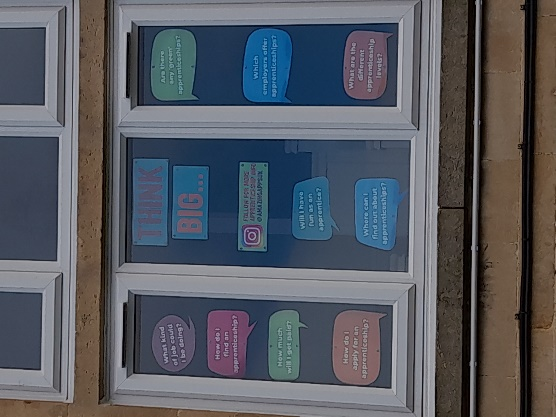 What kind
of job could I
be doing?
How do I
find an
apprenticeship?
How much
will I get paid?
How do I
apply for an
apprenticeship?
THINK
BIG...
FOLLOW FOR MORE
APPRENTICESHIP INFO
@AMAZINGAPPSUK
Will I have
fun as an
apprentice?
Where can I
find out about
apprenticeships?
Are there
any 'green'
apprenticeships?
Which
employers offer
apprenticeships?
What are the
different
apprenticeship
levels?